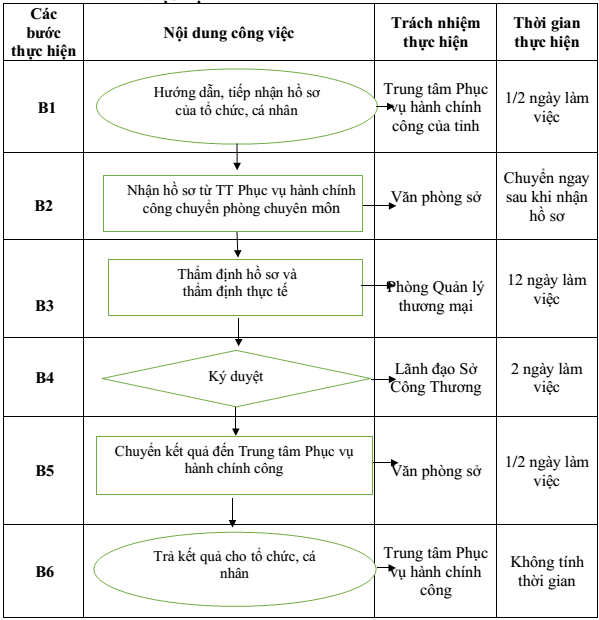 Các
bước
thực hiện
Nội dung công việc
Trách nhiệm
thực hiện
Thời gian
thực hiện
B1
Hướng dẫn, tiếp nhận hồ sơ
của tổ chức, cá nhân
Trung tâm Phục
vụ hành chính
công của tỉnh
1/2 ngày làm
việc
B2
Nhận hồ sơ từ TT Phục vụ hành chính
công chuyển phòng chuyên môn
Văn phòng sở
Chuyển ngay
sau khi nhận
hồ sơ
B3
Thẩm định hồ sơ và
thẩm định thực tế
Phòng Quản lý
thương mại
12 ngày làm
việc
B4
Ký duyệt
Lãnh đạo Sở
Công Thương
2 ngày làm
việc
B5
Chuyển kết quả đến Trung tâm Phục vụ
hành chính công
Văn phòng sở
1/2 ngày làm
việc
B6
Trả kết quả cho tổ chức, cá
nhân
Trung tâm Phục
vụ hành chính
công
Không tính
thời gian